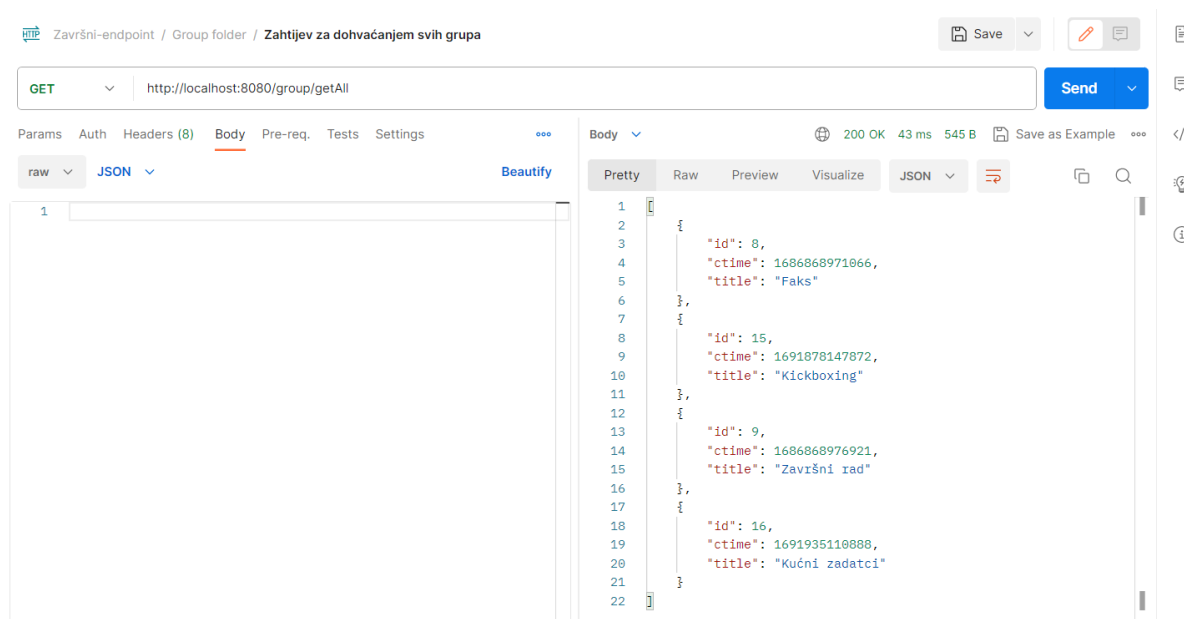 HTTP Završni-endpoint / Group folder / Zahtijev za dohvaćanjem svih grupa
Save
GET http://localhost:8080/group/getAll
Send
Params Auth Headers (8) Body Pre-req. Tests Settings
raw JSON Beautify
1
Body 200 OK 43 ms 545 B Save as Example
Pretty Raw Preview Visualize JSON
1 [
2 {
3 "id": 8,
4 "ctime": 1686868971066,
5 "title": "Faks"
6 },
7 {
8 "id": 15,
9 "ctime": 1691878147872,
10 "title": "Kickboxing"
11 },
12 {
13 "id": 9,
14 "ctime": 1686868976921,
15 "title": "Završni rad"
16 },
17 {
18 "id": 16,
19 "ctime": 1691935110888,
20 "title": "Kućni zadatci"
21 }
22 ]